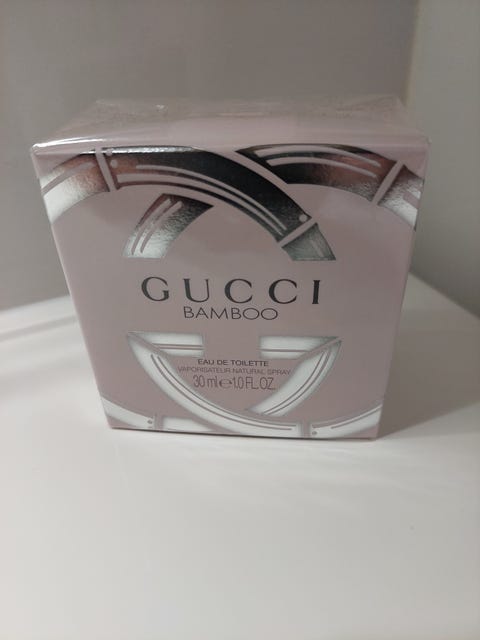 GUCCI
BAMBOO
EAU DE TOILETTE
VAPORISATEUR NATURAL SPRAY
30 ml e 1.0 FL.OZ.